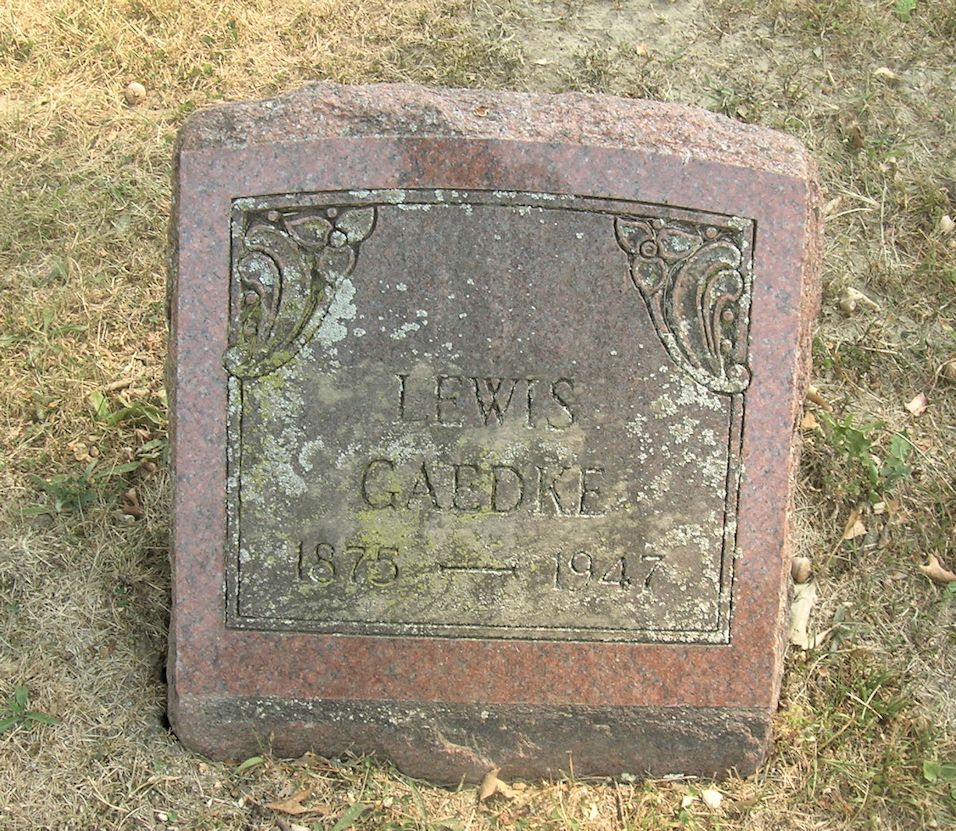 LEWIS
GAEDKE
1875 — 1947